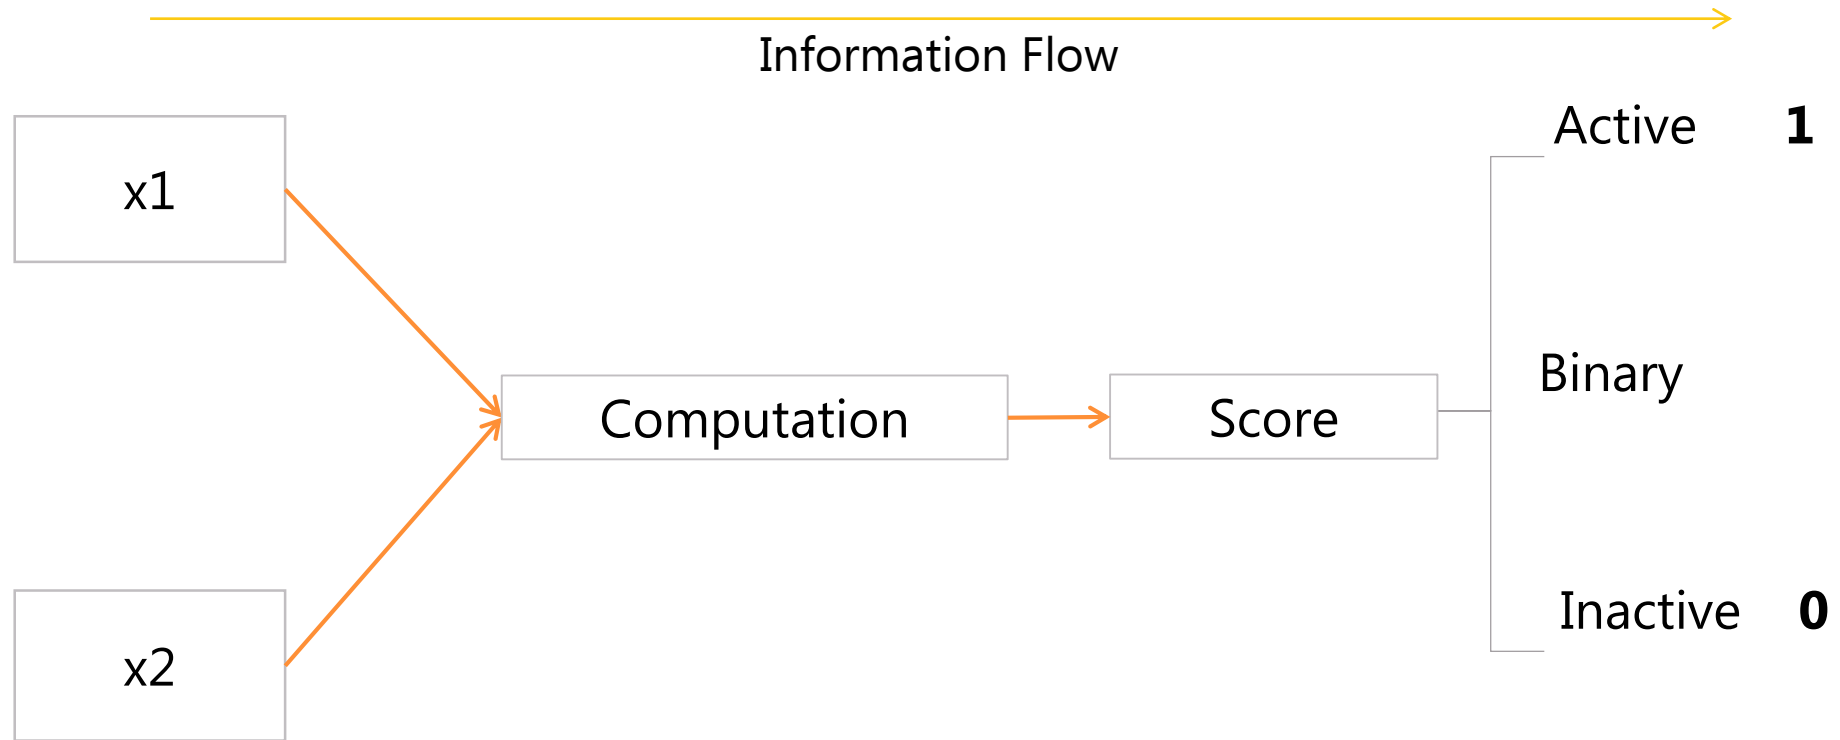 Information Flow
Active 1
x1
Binary
Computation
Score
Inactive 0
x2